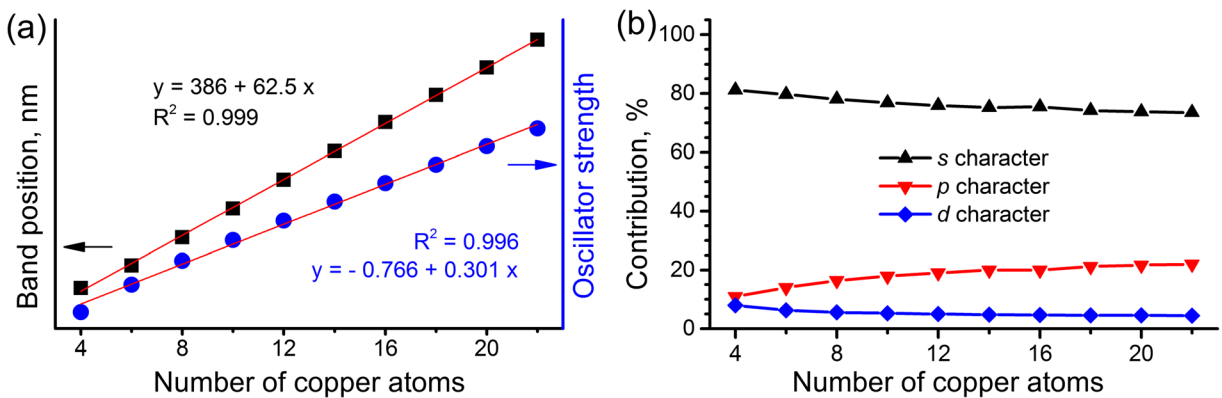 (a)
Band position, nm
y = 386 + 62.5 x
R² = 0.999
R² = 0.996
y = - 0.766 + 0.301 x
Oscillator strength
4 8 12 16 20
Number of copper atoms
(b)
Contribution, %
100
80
60
40
20
0
s character
p character
d character
4 8 12 16 20
Number of copper atoms